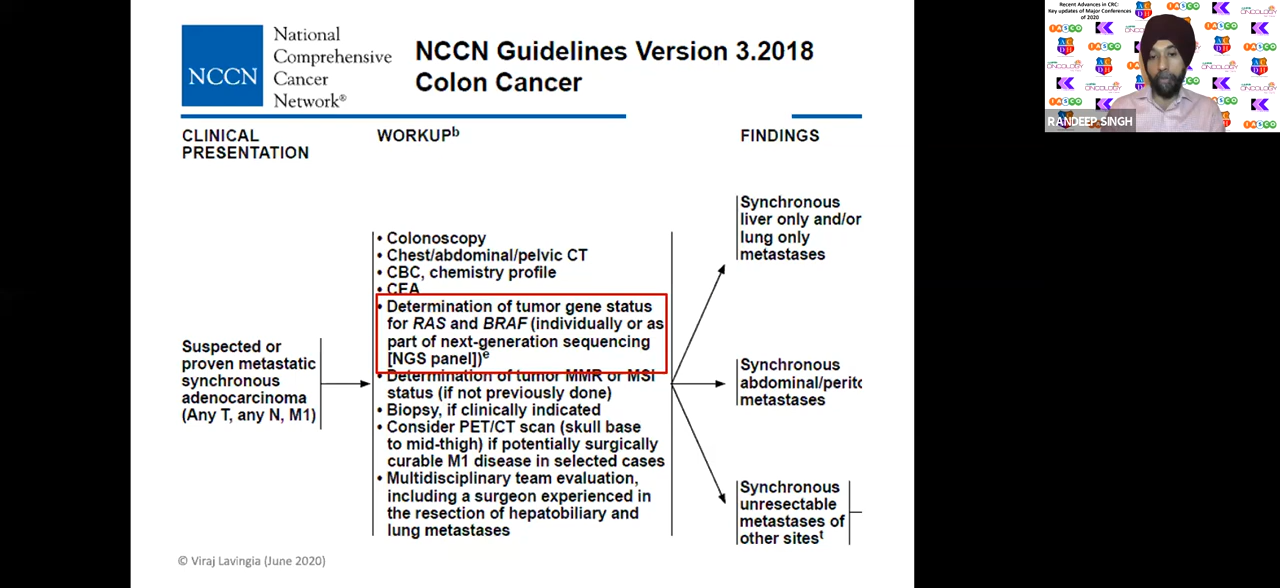 NCCN
National
Comprehensive
Cancer
Network®
NCCN Guidelines Version 3.2018
Colon Cancer
CLINICAL
PRESENTATION
WORKUPb
FINDINGS
Suspected or
proven metastatic
synchronous
adenocarcinoma
(Any T, any N, M1)
• Colonoscopy
• Chest/abdominal/pelvic CT
• CBC, chemistry profile
• CEA
• Determination of tumor gene status
for RAS and BRAF (individually or as
part of next-generation sequencing
[NGS panel])e
• Determination of tumor MMR or MSI
status (if not previously done)
• Biopsy, if clinically indicated
• Consider PET/CT scan (skull base
to mid-thigh) if potentially surgically
curable M1 disease in selected cases
• Multidisciplinary team evaluation,
including a surgeon experienced in
the resection of hepatobiliary and
lung metastases
Synchronous
liver only and/or
lung only
metastases
Synchronous
abdominal/perito
metastases
Synchronous
unresectable
metastases of
other sitest
© Viraj Lavingia (June 2020)
Recent Advances in CRC:
Key updates of Major Conferences
of 2020
RANDEEP SINGH